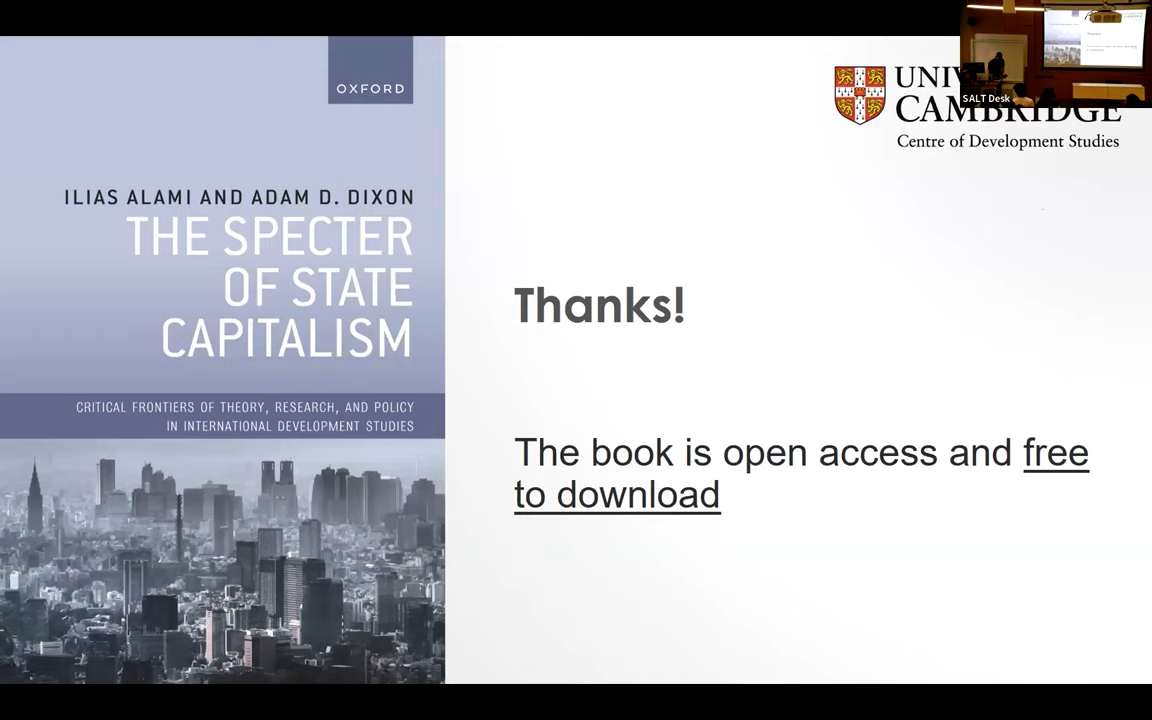 OXFORD
ILIAS ALAMI AND ADAM D. DIXON
THE SPECTER
OF STATE
CAPITALISM
CRITICAL FRONTIERS OF THEORY, RESEARCH, AND POLICY
IN INTERNATIONAL DEVELOPMENT STUDIES
SALT Desk
CAMBRIDGE
Centre of Development Studies
Thanks!
The book is open access and free
to download